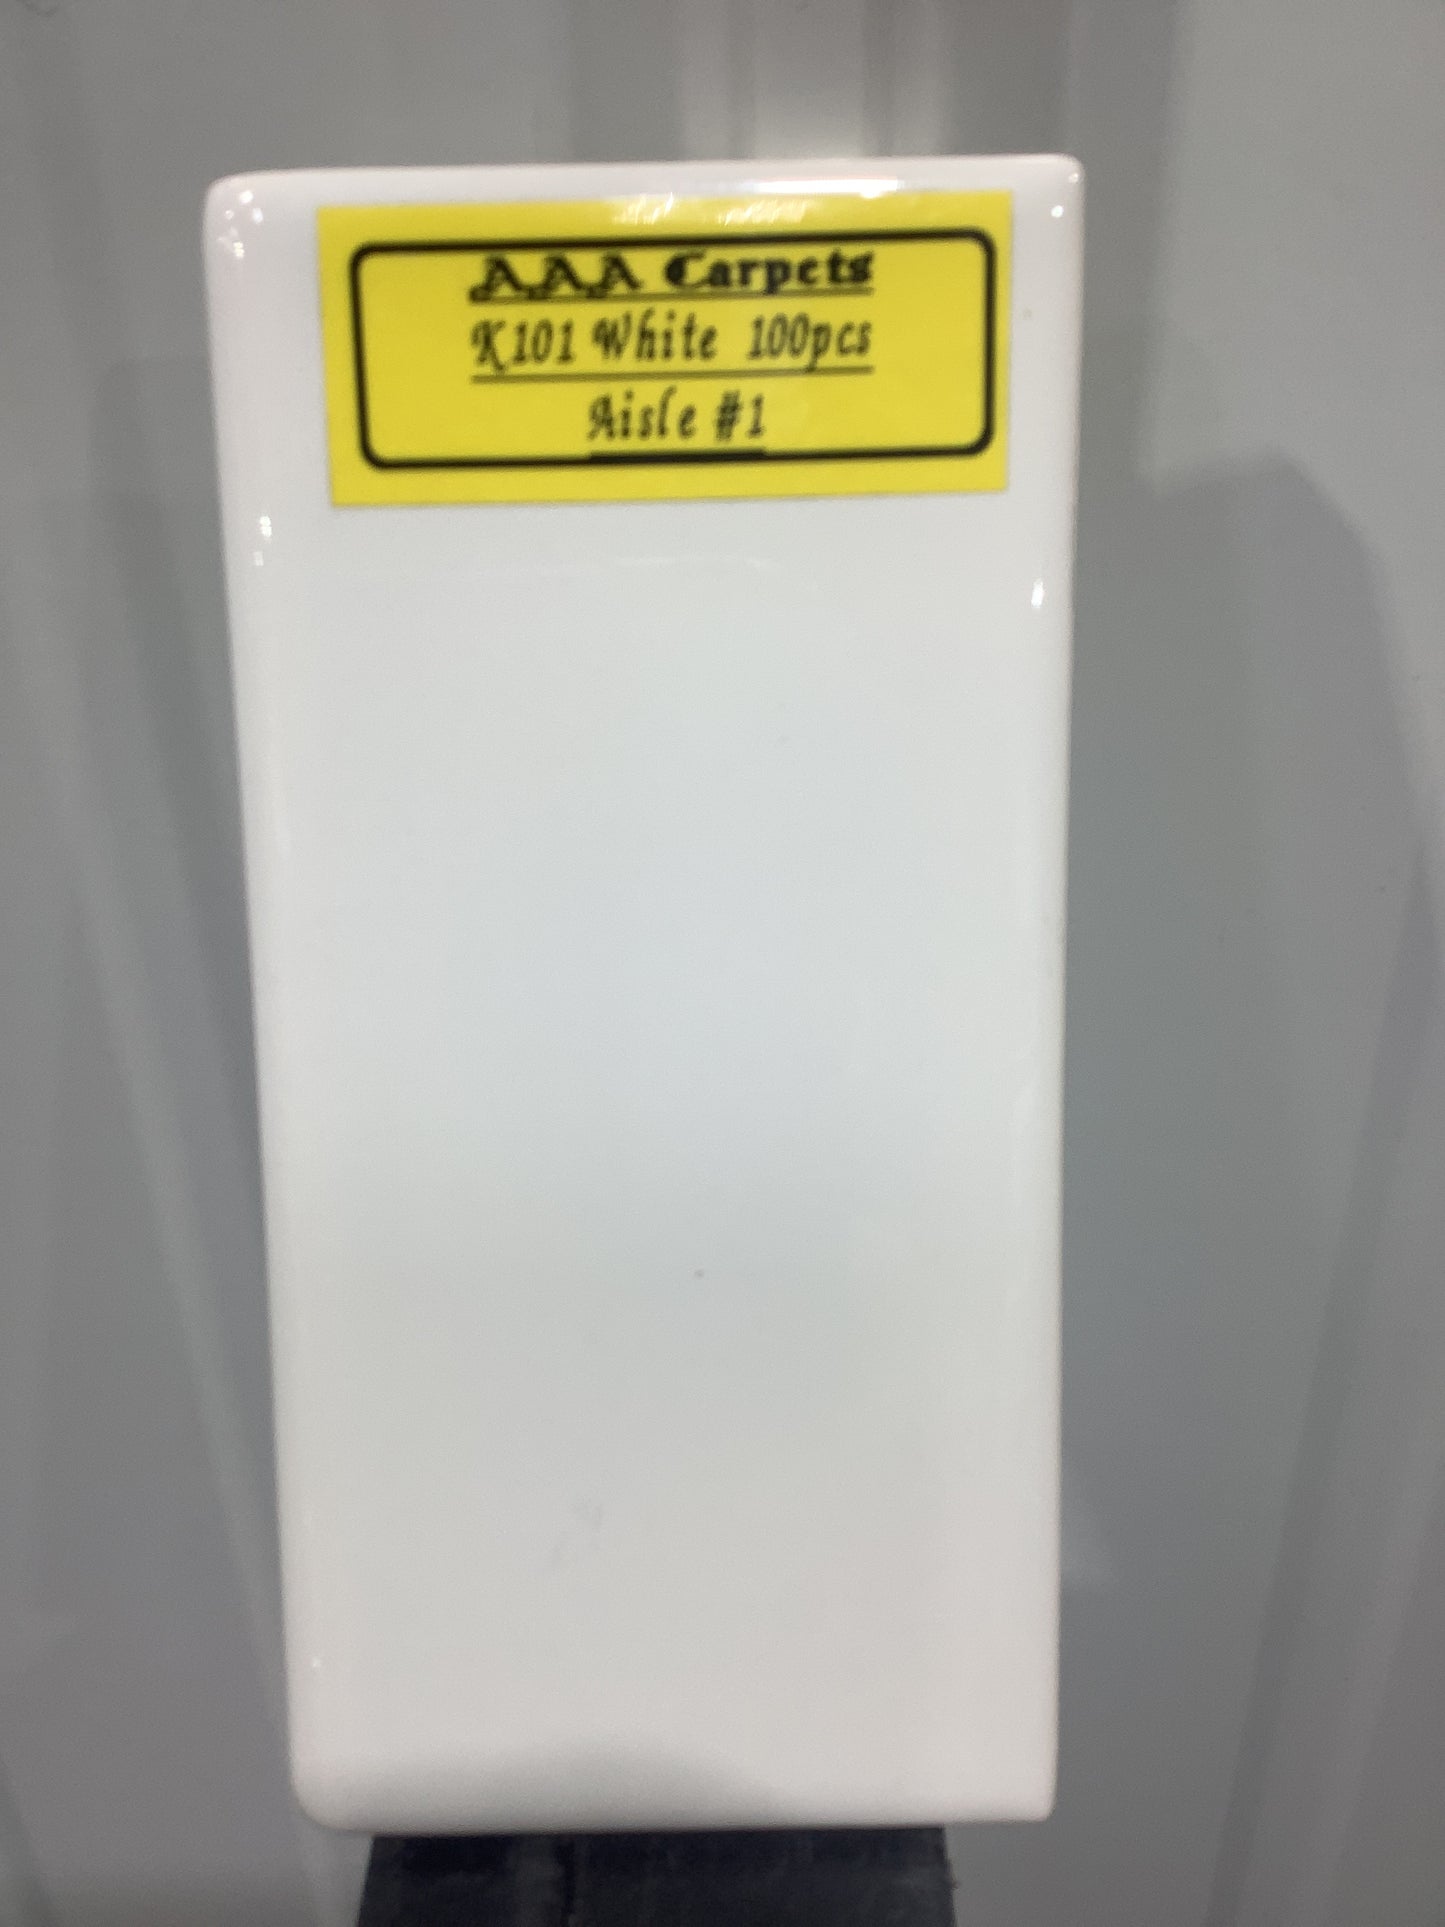 AAA Carpets
K101 White 100pcs
Aisle #1